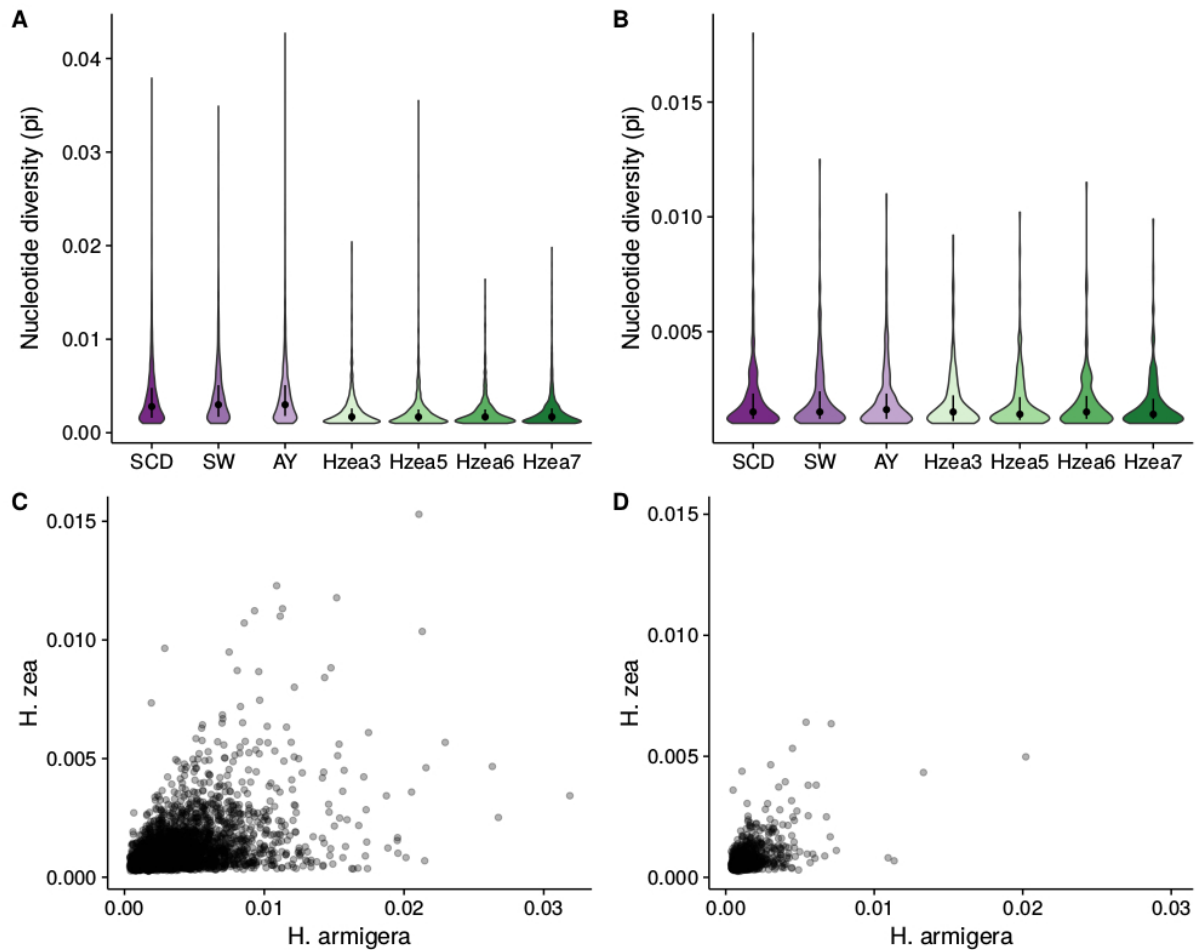 A
Nucleotide diversity (pi)
0.04
0.03
0.02
0.01
0.00
SCD SW AY Hzea3 Hzea5 Hzea6 Hzea7
B
Nucleotide diversity (pi)
0.015
0.010
0.005
SCD SW AY Hzea3 Hzea5 Hzea6 Hzea7
C
H. zea
0.015
0.010
0.005
0.000
0.00 0.01 0.02 0.03
H. armigera
D
H. zea
0.015
0.010
0.005
0.000
0.00 0.01 0.02 0.03
H. armigera